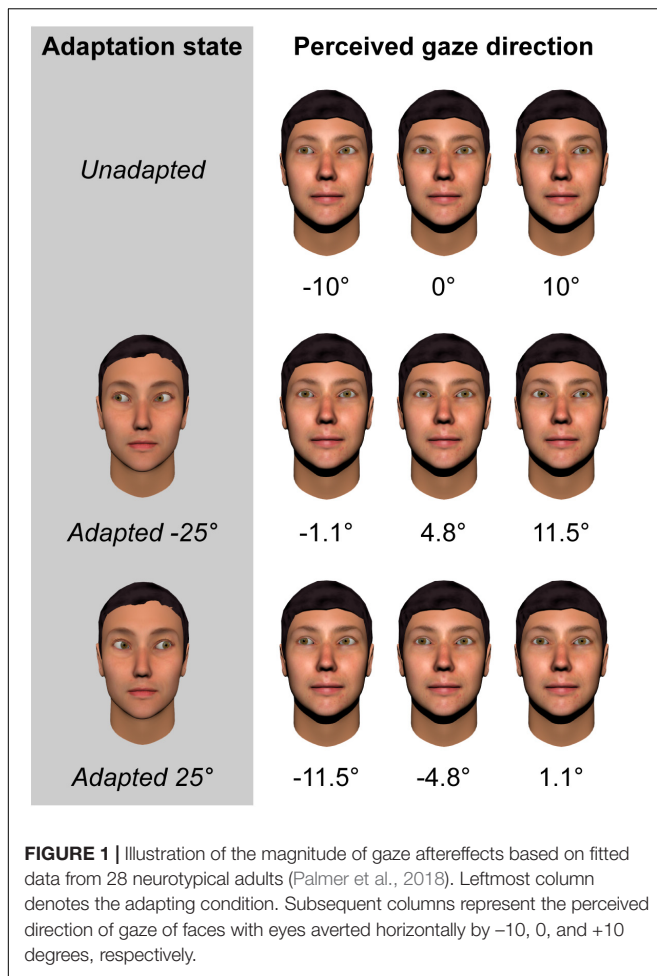 Adaptation state Perceived gaze direction
Unadapted
-10° 0° 10°
Adapted -25° -1.1° 4.8° 11.5°
Adapted 25° -11.5° -4.8° 1.1°
FIGURE 1 | Illustration of the magnitude of gaze aftereffects based on fitted
data from 28 neurotypical adults (Palmer et al., 2018). Leftmost column
denotes the adapting condition. Subsequent columns represent the perceived
direction of gaze of faces with eyes averted horizontally by –10, 0, and +10
degrees, respectively.